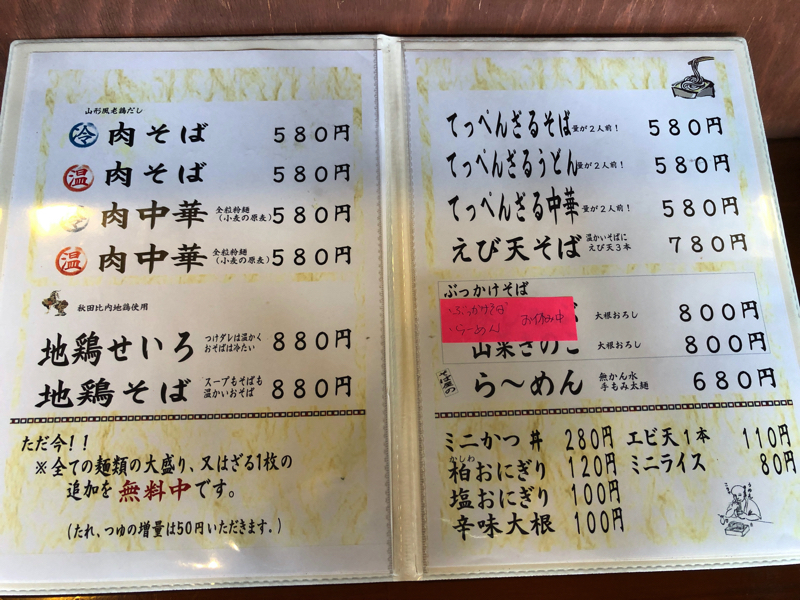 山形風老鶏だし
冷 肉そば 580円
温 肉そば 580円
冷 肉中華 全粒粉麺 (小麦の原麦) 580円
温 肉中華 全粒粉麺 (小麦の原麦) 580円
秋田比内地鶏使用
地鶏せいろ つけダレは温かく おそばは冷たい 880円
地鶏そば スープもそばも 温かいおそば 880円
ただ今!!
※全ての麺類の大盛り、又はざる1枚の
追加を無料中です。
(たれ、つゆの増量は50円いただきます。)
てっぺんざるそば 量が2人前! 580円
てっぺんざるうどん 量が2人前! 580円
てっぺんざる中華 量が2人前! 580円
えび天そば 温かいそばに えび天3本 780円
ぶっかけそば
ぶっかけそば
らーめん お休み中
大根おろし 800円
山菜きのこ 大根おろし 800円
そば屋の ら〜めん 無かん水 手もみ太麺 680円
ミニかつ丼 280円 エビ天1本 110円
柏おにぎり 120円 ミニライス 80円
かしわ
塩おにぎり 100円
辛味大根 100円